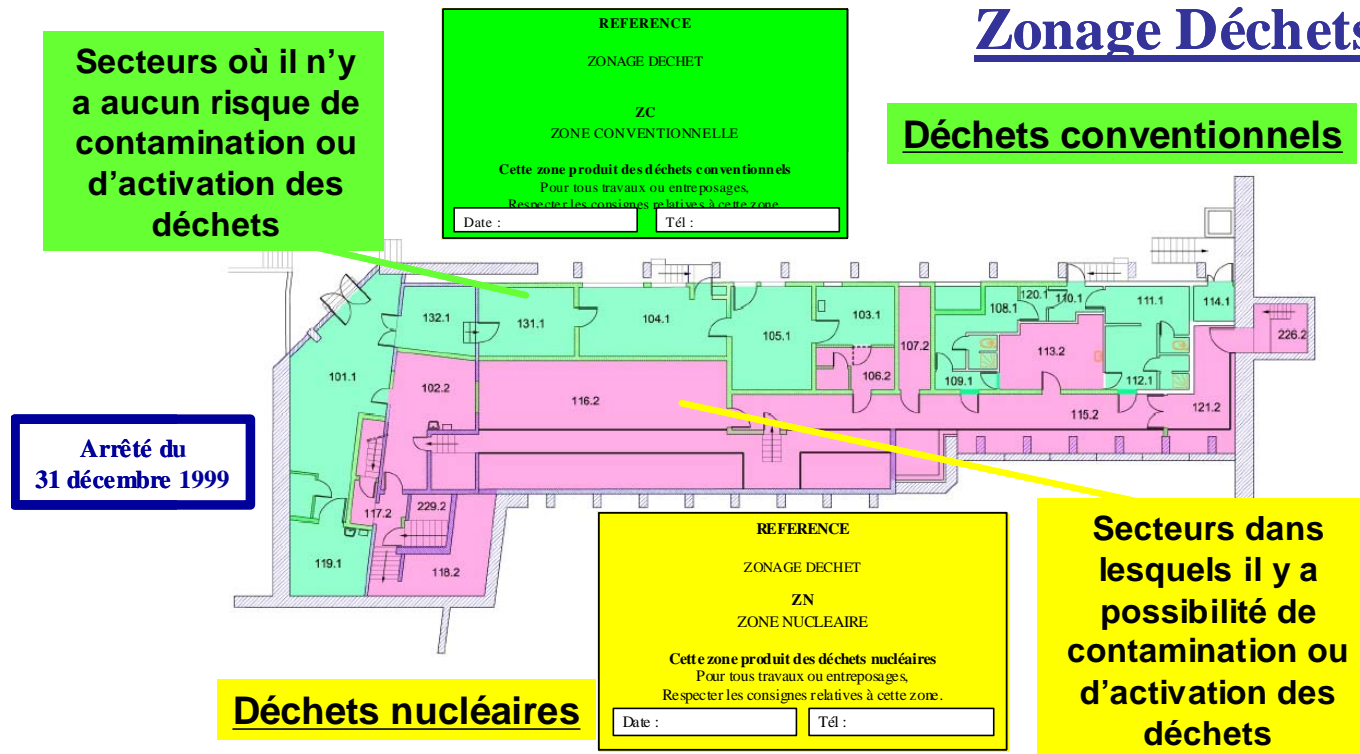 Zonage Déchets
Secteurs où il n’y
a aucun risque de
contamination ou
d’activation des
déchets
REFERENCE
ZONAGE DECHET
ZC
ZONE CONVENTIONNELLE
Cette zone produit des déchets conventionnels
Pour tous travaux ou entreposages,
Respecter les consignes relatives à cette zone
Date :
Tél :
Déchets conventionnels
132.1
131.1
104.1
105.1
103.1
107.2
108.1
120.1
110.1
111.1
114.1
226.2
101.1
102.2
116.2
106.2
109.1
113.2
112.1
115.2
121.2
117.2
229.2
119.1
118.2
Arrêté du
31 décembre 1999
REFERENCE
ZONAGE DECHET
ZN
ZONE NUCLEAIRE
Cette zone produit des déchets nucléaires
Pour tous travaux ou entreposages,
Respecter les consignes relatives à cette zone.
Date :
Tél :
Déchets nucléaires
Secteurs dans
lesquels il y a
possibilité de
contamination ou
d’activation des
déchets